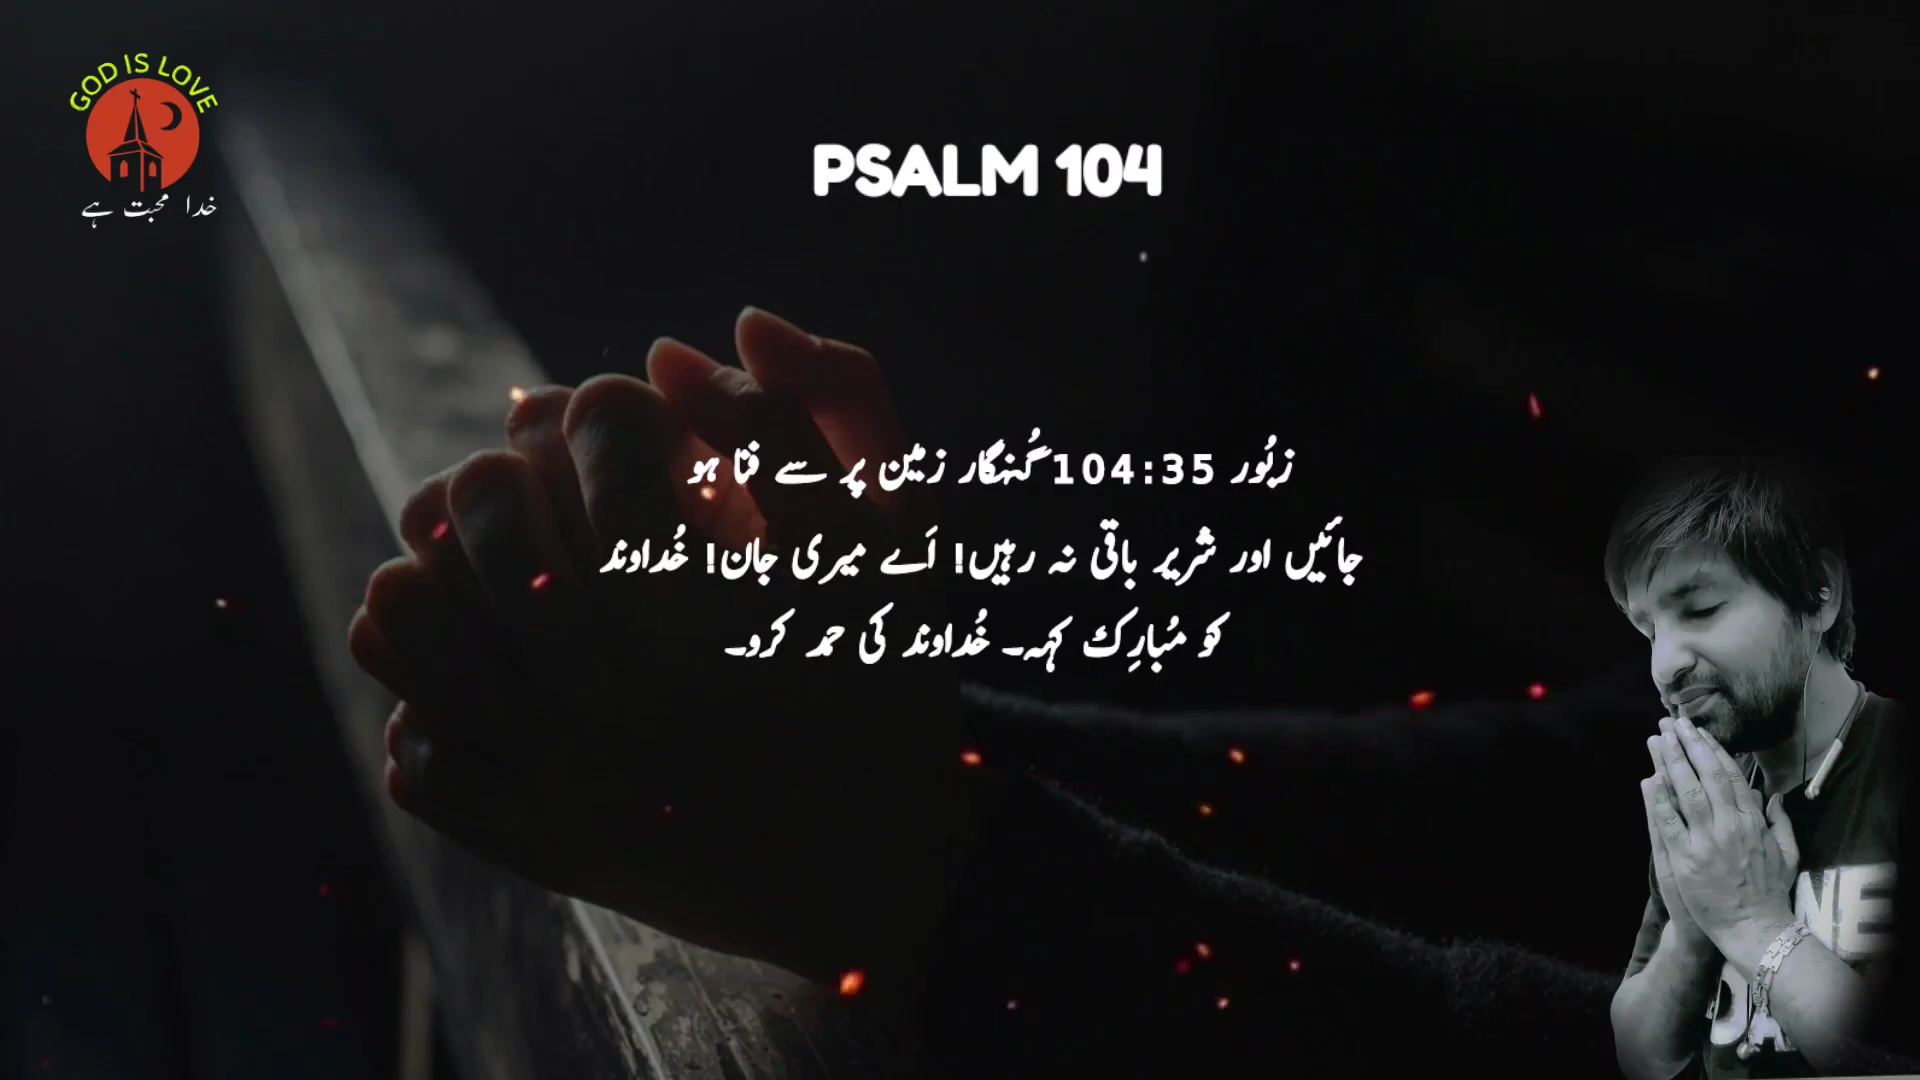 GOD IS LOVE
خدا محبت ہے
PSALM 104
زبُور 104:35 گُنہگار زمین پر سے فنا ہو
جائیں اور شریر باقی نہ رہیں! اَے میری جان! خُداوند
کو مُبارِک کہہ۔ خُداوند کی حمد کرو۔
NE